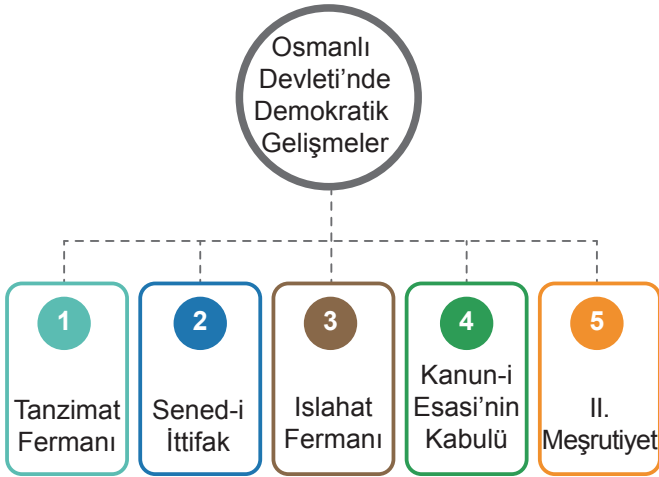 Osmanlı
Devleti’nde
Demokratik
Gelişmeler
1
Tanzimat
Fermanı
2
Sened-i
İttifak
3
Islahat
Fermanı
4
Kanun-i
Esasi’nin
Kabulü
5
II.
Meşrutiyet